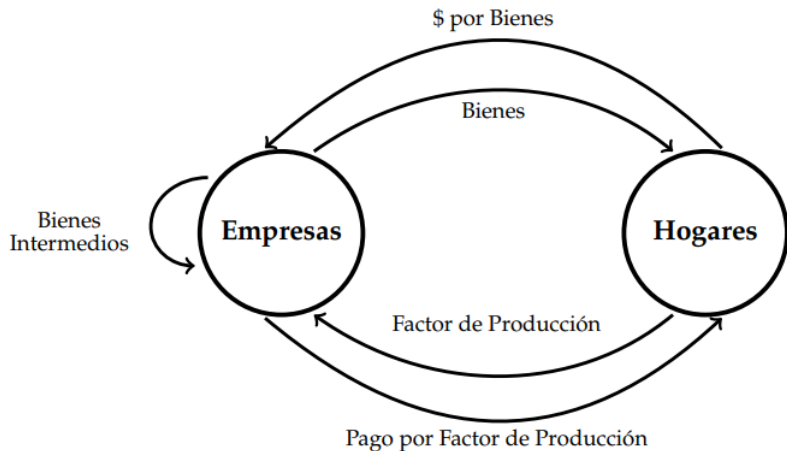 $ por Bienes
Bienes
Bienes
Intermedios
Empresas
Hogares
Factor de Producción
Pago por Factor de Producción